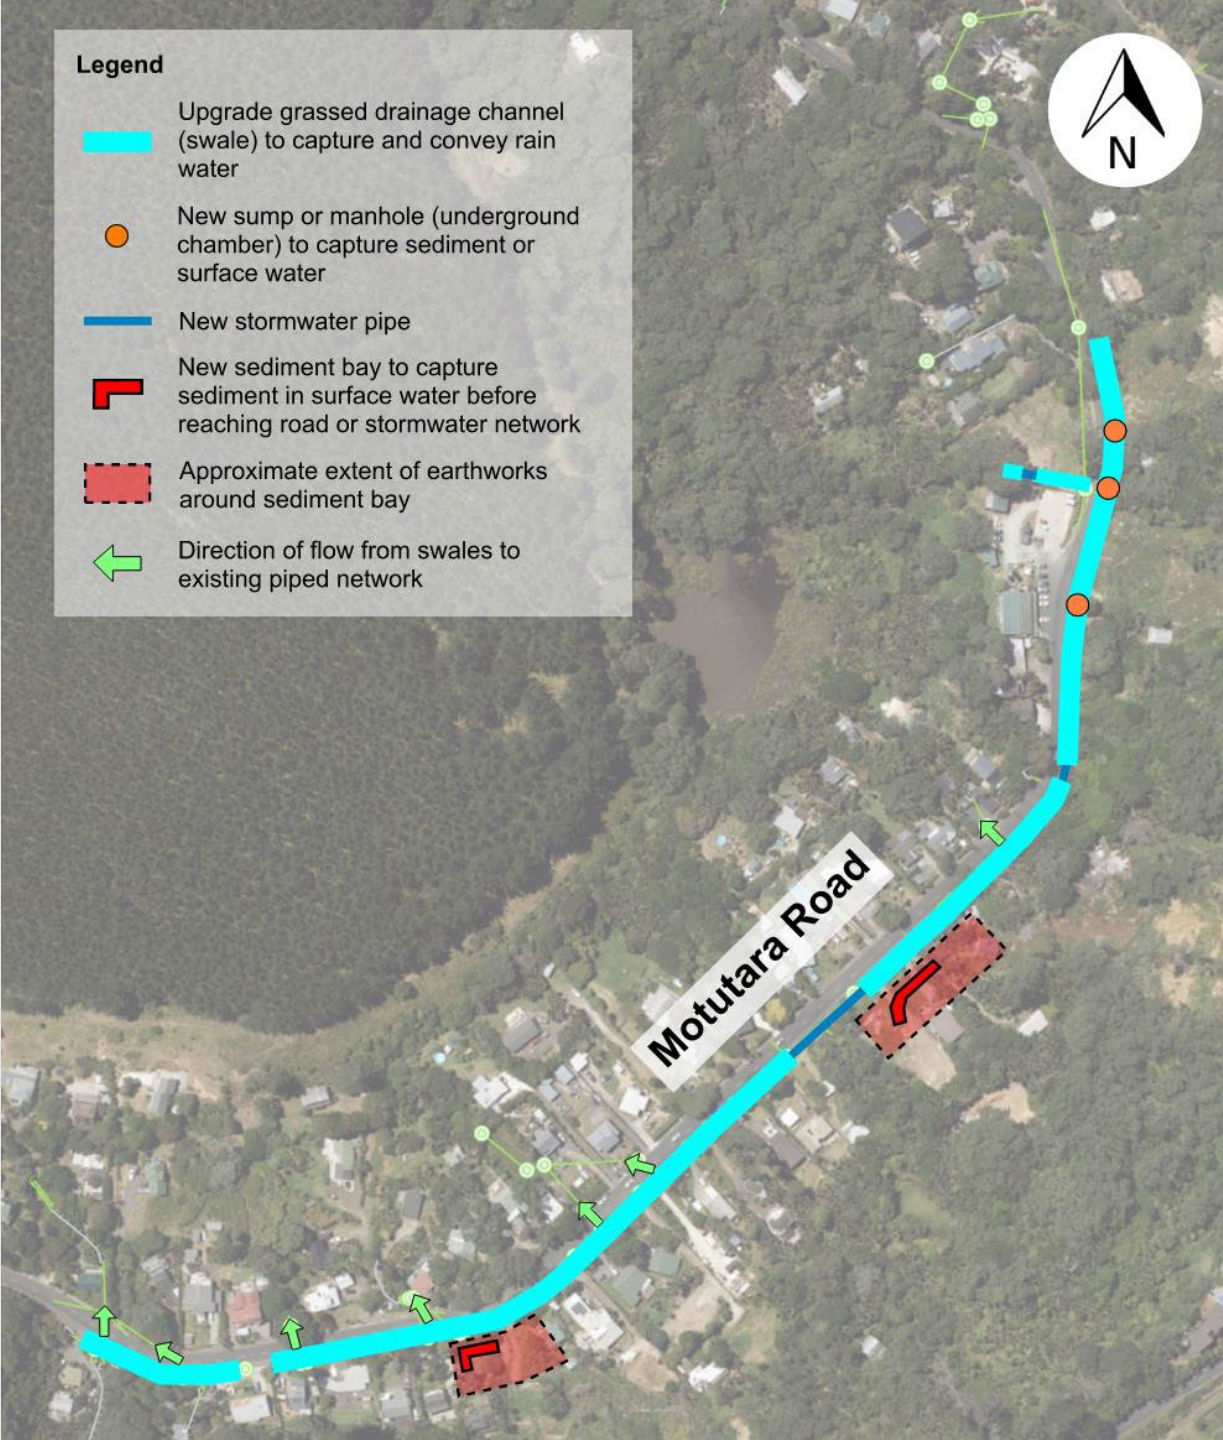 Legend
Upgrade grassed drainage channel
(swale) to capture and convey rain
water
New sump or manhole (underground
chamber) to capture sediment or
surface water
New stormwater pipe
New sediment bay to capture
sediment in surface water before
reaching road or stormwater network
Approximate extent of earthworks
around sediment bay
Direction of flow from swales to
existing piped network
N
Motutara Road